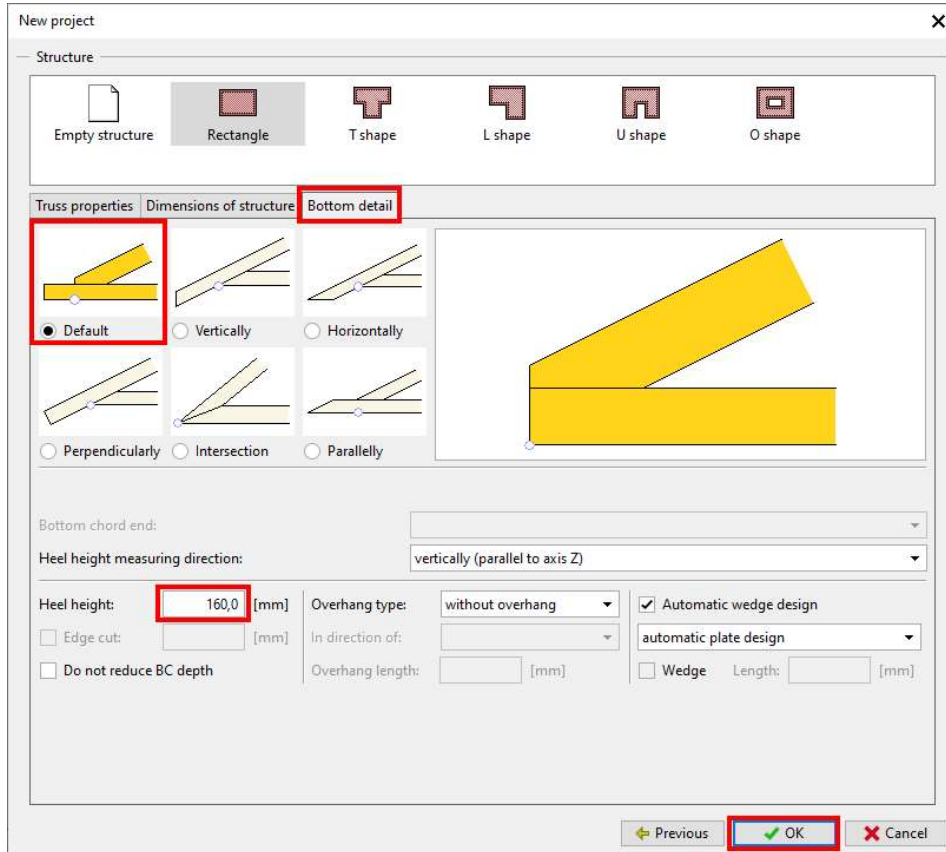 New project
Structure
Empty structure Rectangle T shape L shape U shape O shape
Truss properties Dimensions of structure Bottom detail
Default Vertically Horizontally
Perpendicularly Intersection Parallelly
Bottom chord end:
Heel height measuring direction: vertically (parallel to axis Z)
Heel height: 160,0 [mm] Overhang type: without overhang Automatic wedge design
Edge cut: [mm] In direction of: automatic plate design
Do not reduce BC depth Overhang length: [mm] Wedge Length: [mm]
Previous OK Cancel